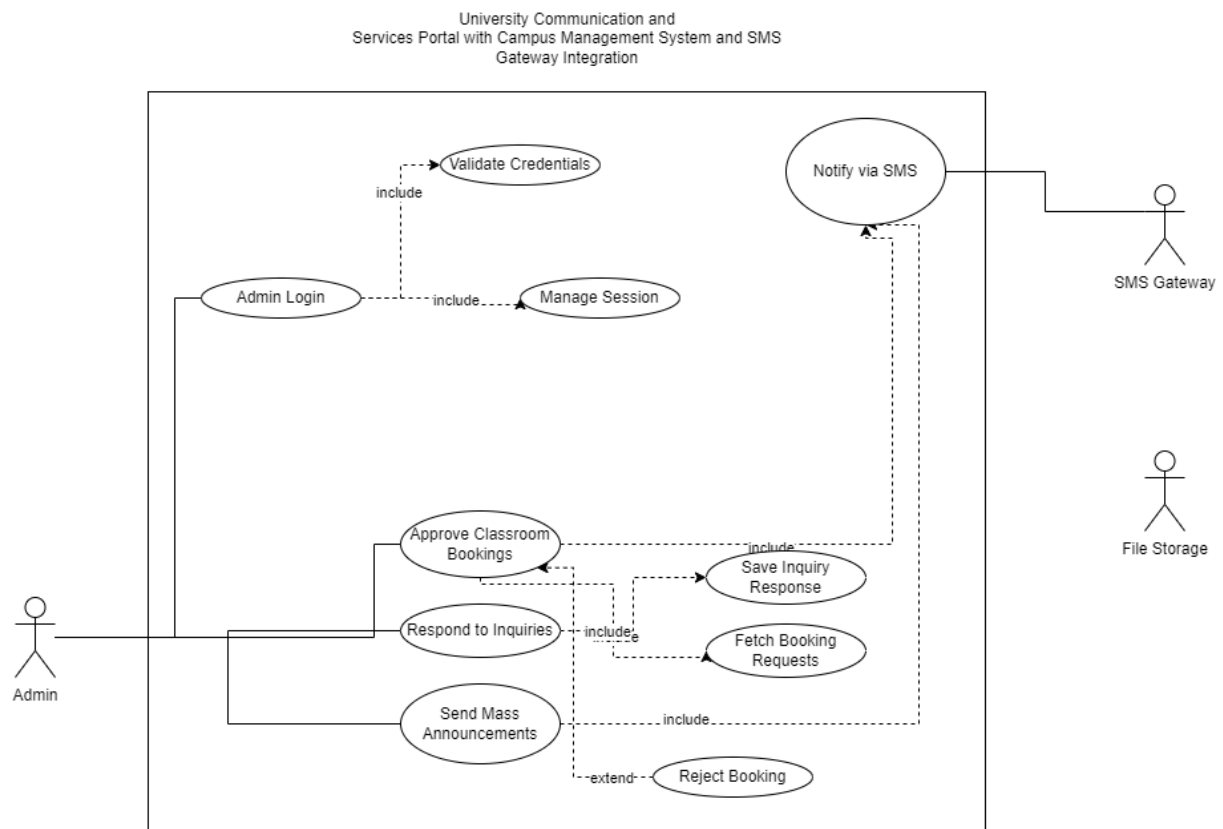 University Communication and
Services Portal with Campus Management System and SMS
Gateway Integration
Validate Credentials
include
Notify via SMS
Admin Login
include
Manage Session
SMS Gateway
Approve Classroom
Bookings
include
Save Inquiry
Response
File Storage
Respond to Inquiries
include
Fetch Booking
Requests
Admin
Send Mass
Announcements
include
extend
Reject Booking